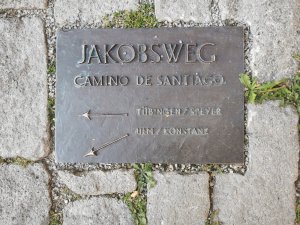 JAKOBSWEG
CAMINO DE SANTIAGO
TÜBINGEN/SPEYER
ULM/KONSTANZ